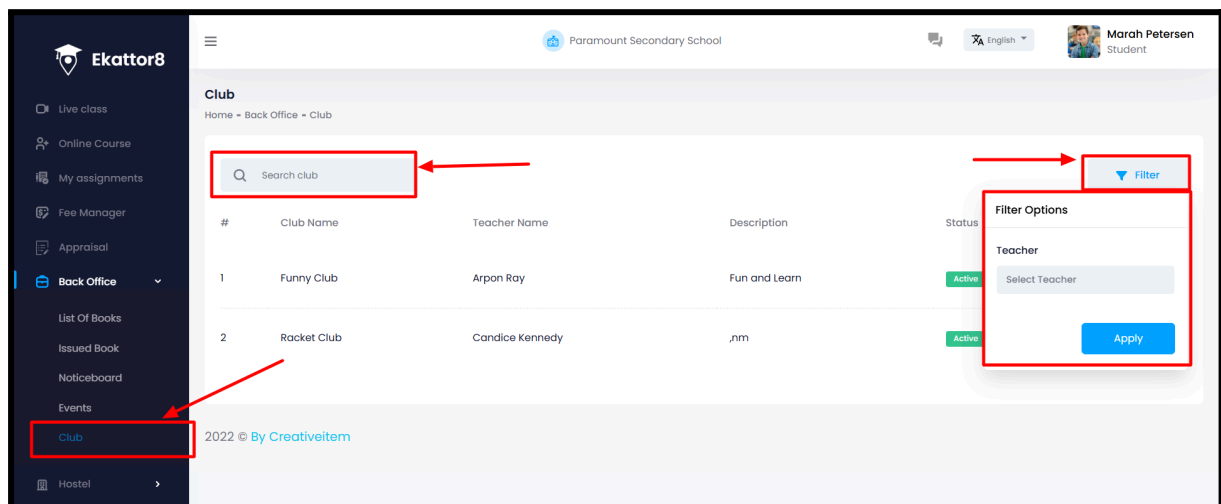 Ekattor8
Live class
Online Course
My assignments
Fee Manager
Appraisal
Back Office
List Of Books
Issued Book
Noticeboard
Events
Club
Hostel
Paramount Secondary School
English
Marah Petersen
Student
Club
Home - Back Office - Club
Search club
Filter
# Club Name Teacher Name Description Status
1 Funny Club Arpon Ray Fun and Learn Active
2 Racket Club Candice Kennedy ,nm Active
Filter Options
Teacher
Select Teacher
Apply
2022 © By Creativeitem